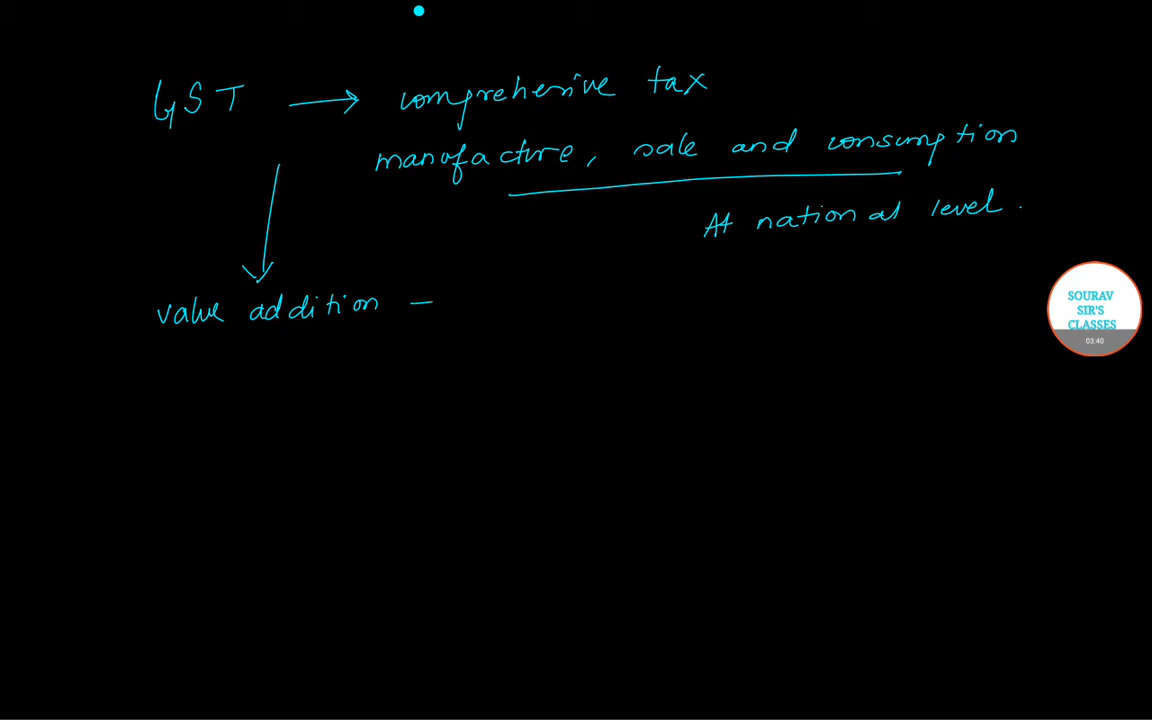 GST → comprehensive tax
manufacture, sale and consumption
At national level.
value addition –
SOURAV
SIR'S
CLASSES
03:40